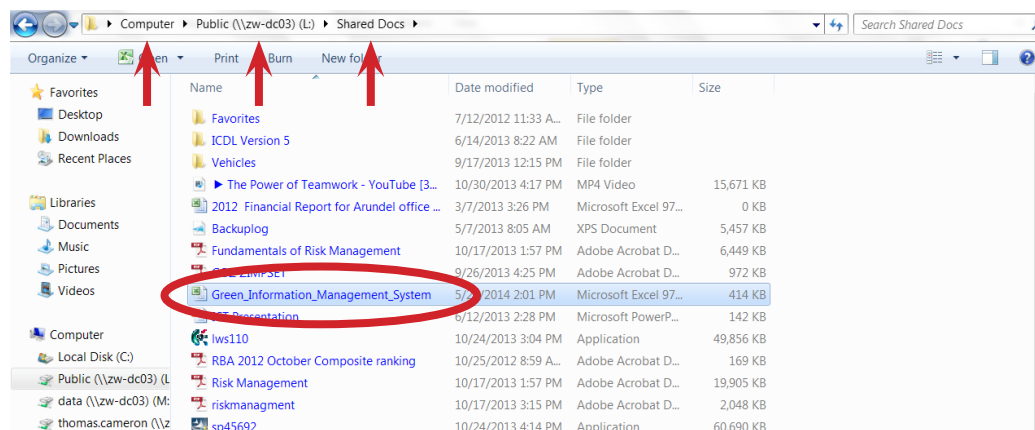 Computer Public (\\zw-dc03) (L:) Shared Docs Search Shared Docs
Organize Open Print Burn New folder
Name Date modified Type Size
Favorites
Desktop
Downloads
Recent Places
Libraries
Documents
Music
Pictures
Videos
Computer
Local Disk (C:)
Public (\\zw-dc03) (L
data (\\zw-dc03) (M:
thomas.cameron (\\z
Favorites 7/12/2012 11:33 A... File folder
ICDL Version 5 6/14/2013 8:22 AM File folder
Vehicles 9/17/2013 12:15 PM File folder
► The Power of Teamwork - YouTube [3... 10/30/2013 4:17 PM MP4 Video 15,671 KB
2012 Financial Report for Arundel office ... 3/7/2013 3:26 PM Microsoft Excel 97... 0 KB
Backuplog 5/7/2013 8:05 AM XPS Document 5,457 KB
Fundamentals of Risk Management 10/17/2013 1:57 PM Adobe Acrobat D... 6,449 KB
ZIMPSET 9/26/2013 4:25 PM Adobe Acrobat D... 972 KB
Green_Information_Management_System 2:01 PM Microsoft Excel 97... 414 KB
Presentation 6/12/2013 2:28 PM Microsoft PowerP... 142 KB
lws110 10/24/2013 3:04 PM Application 49,856 KB
RBA 2012 October Composite ranking 10/25/2012 8:59 A... Adobe Acrobat D... 169 KB
Risk Management 10/17/2013 1:57 PM Adobe Acrobat D... 19,905 KB
riskmanagment 10/17/2013 3:15 PM Adobe Acrobat D... 2,048 KB
sp45692 10/24/2013 4:14 PM Application 60,690 KB